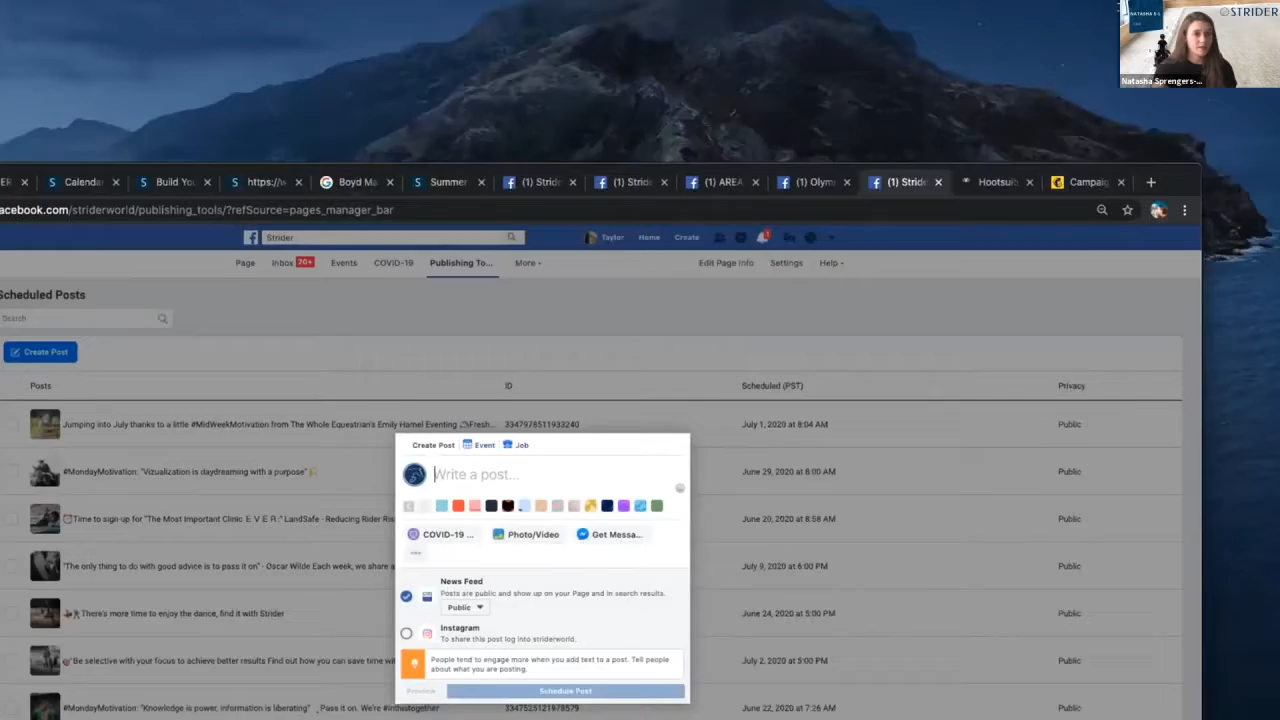 NATASHA S-L
STRIDER
Natasha Sprengers-...
ER
Calenda
Build Yo
https://w
Boyd Ma
Summer
(1) Stride
(1) Stride
(1) AREA
(1) Olym
(1) Stride
Hootsuit
Campaig
acebook.com/striderworld/publishing_tools/?refSource=pages_manager_bar
Strider
Taylor
Home
Create
Page
Inbox 20+
Events
COVID-19
Publishing To...
More
Edit Page Info
Settings
Help
Scheduled Posts
Search
Create Post
Posts
ID
Scheduled (PST)
Privacy
Jumping into July thanks to a little #MidWeekMotivation from The Whole Equestrian's Emily Hamel Eventing Fresh...
3347978511933240
July 1, 2020 at 8:04 AM
Public
#MondayMotivation: "Vizualization is daydreaming with a purpose"
June 29, 2020 at 8:00 AM
Public
Time to sign-up for "The Most Important Clinic E V E R:" LandSafe - Reducing Rider Ris
June 20, 2020 at 8:58 AM
Public
"The only thing to do with good advice is to pass it on" - Oscar Wilde Each week, we share a
July 9, 2020 at 6:00 PM
Public
There's more time to enjoy the dance, find it with Strider
June 24, 2020 at 5:00 PM
Public
Be selective with your focus to achieve better results Find out how you can save time wi
July 2, 2020 at 5:00 PM
Public
#MondayMotivation: "Knowledge is power, information is liberating" Pass it on. We're #inthistogether
3347525121978579
June 22, 2020 at 7:26 AM
Public
Create Post
Event
Job
Write a post...
COVID-19 ...
Photo/Video
Get Messa...
News Feed
Posts are public and show up on your Page and in search results.
Public
Instagram
To share this post log into striderworld.
People tend to engage more when you add text to a post. Tell people
about what you are posting.
Preview
Schedule Post